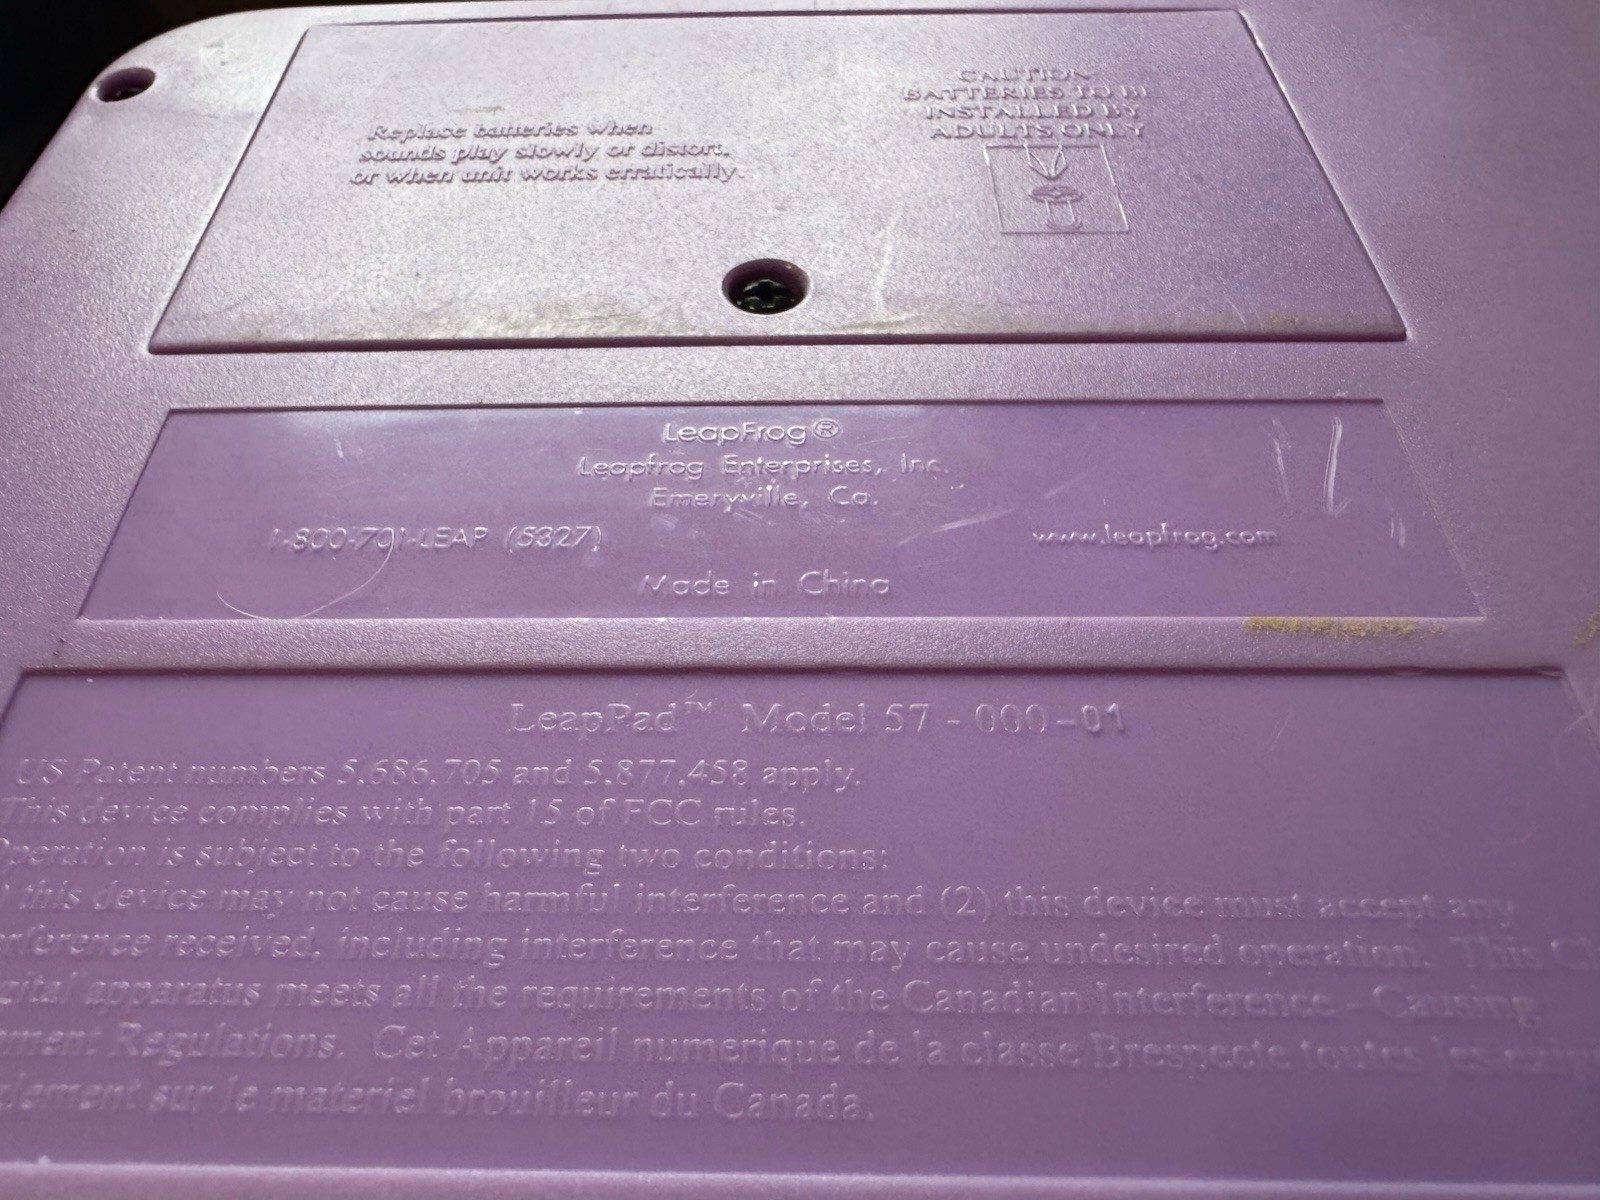 Replace batteries when
sounds play slowly or distort,
or when unit works erratically.
CAUTION
BATTERIES TO BE
INSTALLED BY
ADULTS ONLY
LeapFrog®
Leapfrog Enterprises, Inc.
Emeryville, Ca.
1-800-701-LEAP (5327)
www.leapfrog.com
Made in China
LeapPad™ Model 57-000-01
US Patent numbers 5,686,705 and 5,877,458 apply.
This device complies with part 15 of FCC rules.
Operation is subject to the following two conditions:
) this device may not cause harmful interference and (2) this device must accept any
rference received, including interference that may cause undesired operation. This
gital apparatus meets all the requirements of the Canadian Interference - Causing
ment Regulations. Cet Appareil numerique de la classe Brespecte toutes les
glement sur le materiel brouilleur du Canada.